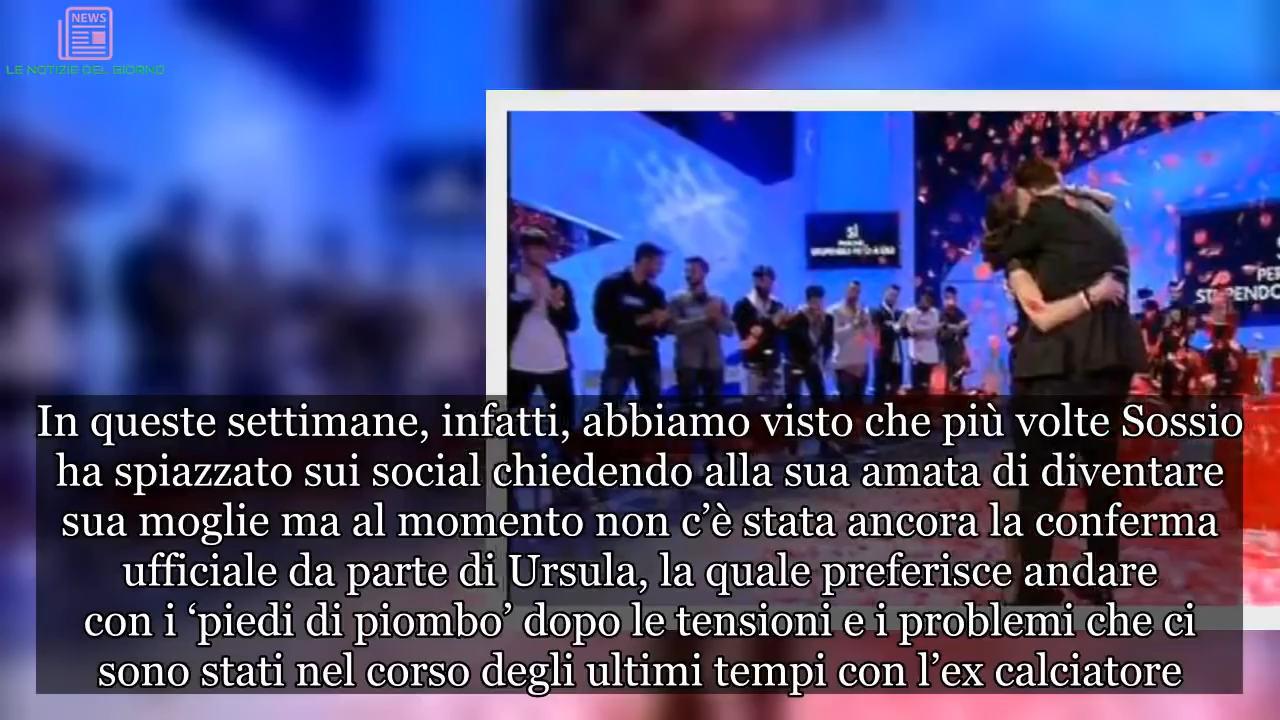 NEWS
LE NOTIZIE DEL GIORNO
SÌ
In queste settimane, infatti, abbiamo visto che più volte Sossio
ha spiazzato sui social chiedendo alla sua amata di diventare
sua moglie ma al momento non c’è stata ancora la conferma
ufficiale da parte di Ursula, la quale preferisce andare
con i ‘piedi di piombo’ dopo le tensioni e i problemi che ci
sono stati nel corso degli ultimi tempi con l’ex calciatore